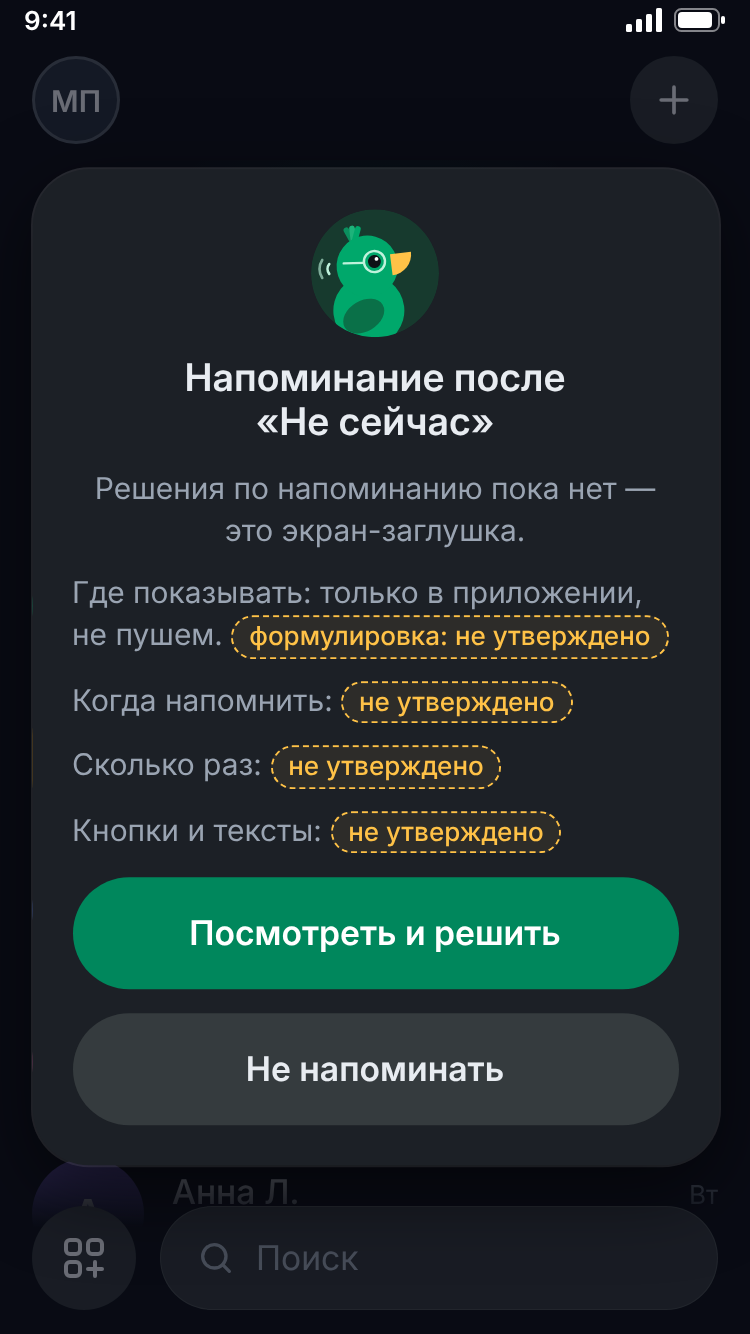 9:41
МП
Напоминание после
«Не сейчас»
Решения по напоминанию пока нет —
это экран-заглушка.
Где показывать: только в приложении,
не пушем. формулировка: не утверждено
Когда напомнить: не утверждено
Сколько раз: не утверждено
Кнопки и тексты: не утверждено
Посмотреть и решить
Не напоминать
Анна Л. Вт
Поиск